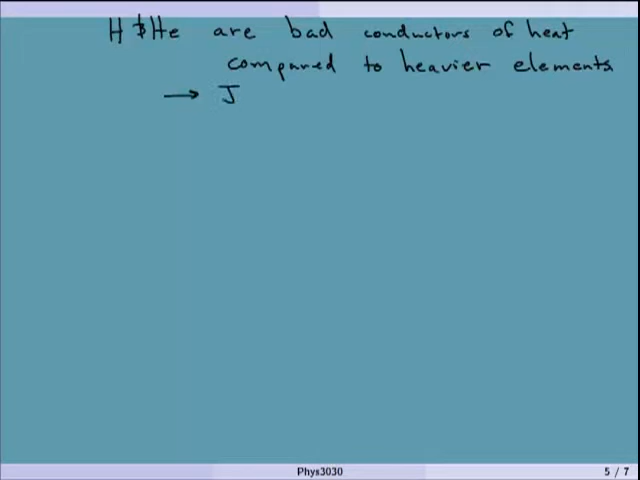 H & He are bad conductors of heat
compared to heavier elements
→ J
Phys3030
5 / 7